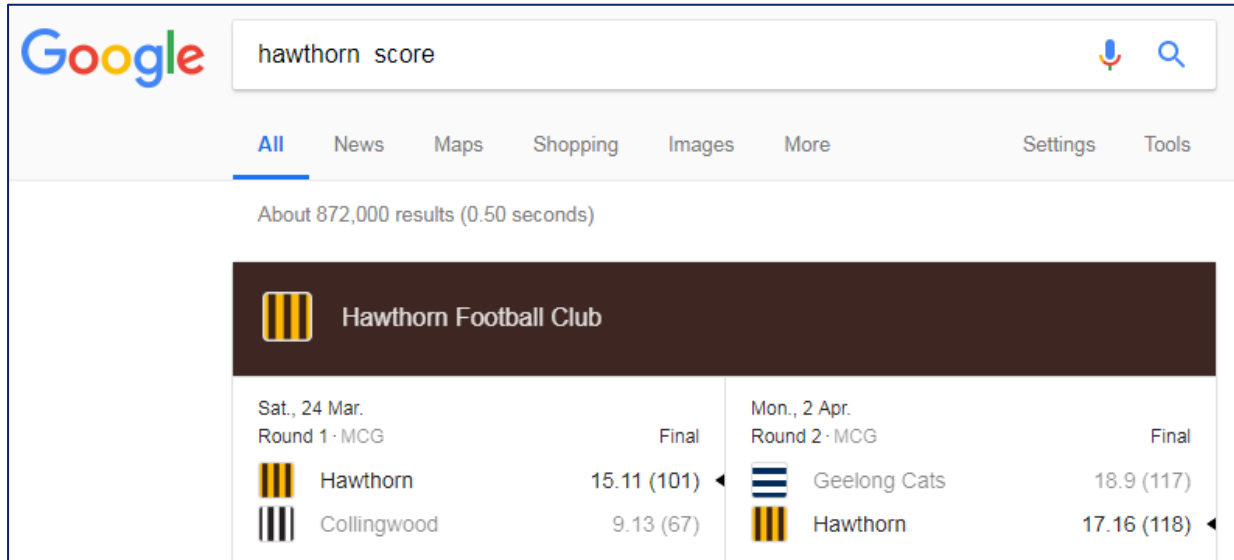 Google hawthorn score
All News Maps Shopping Images More Settings Tools
About 872,000 results (0.50 seconds)
Hawthorn Football Club
Sat., 24 Mar.
Round 1 · MCG Final
Hawthorn 15.11 (101)
Collingwood 9.13 (67)
Mon., 2 Apr.
Round 2 · MCG Final
Geelong Cats 18.9 (117)
Hawthorn 17.16 (118)